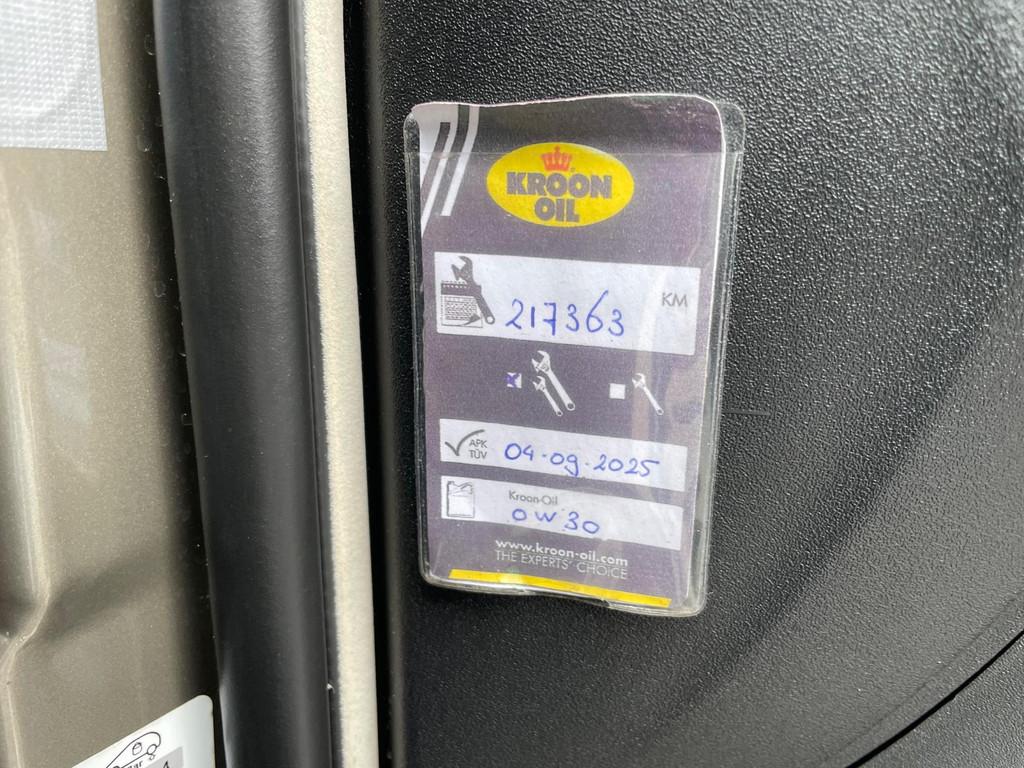 KROON
OIL
217363 KM
APK
TÜV
04-09-2025
Kroon-Oil
0W30
www.kroon-oil.com
THE EXPERTS' CHOICE